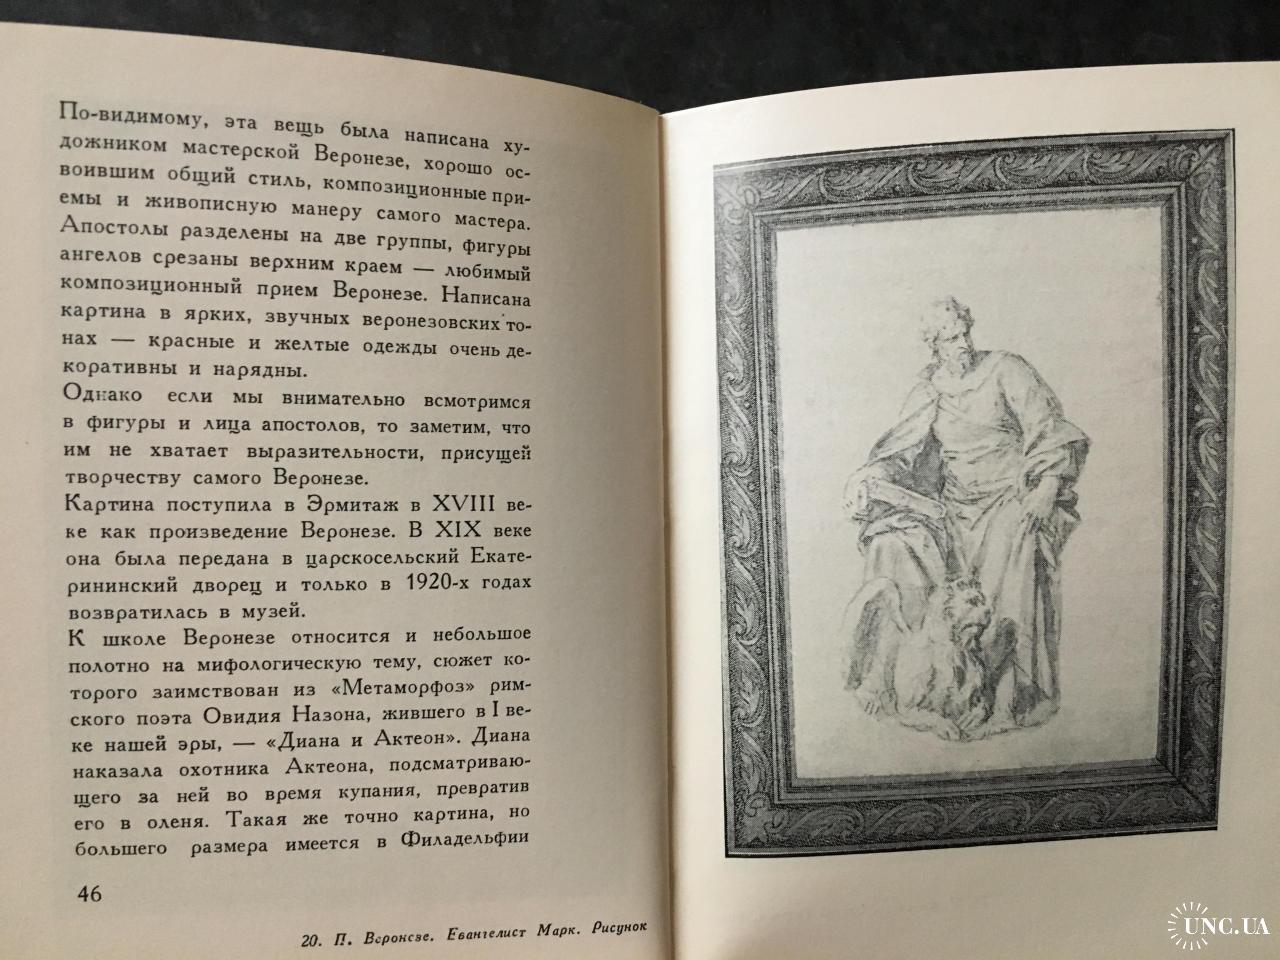 По-видимому, эта вещь была написана ху-
дожником мастерской Веронезе, хорошо ос-
воившим общий стиль, композиционные при-
емы и живописную манеру самого мастера.
Апостолы разделены на две группы, фигуры
ангелов срезаны верхним краем — любимый
композиционный прием Веронезе. Написана
картина в ярких, звучных веронезовских то-
нах — красные и желтые одежды очень де-
коративны и нарядны.
Однако если мы внимательно всмотримся
в фигуры и лица апостолов, то заметим, что
им не хватает выразительности, присущей
творчеству самого Веронезе.
Картина поступила в Эрмитаж в XVIII ве-
ке как произведение Веронезе. В XIX веке
она была передана в царскосельский Екате-
рининский дворец и только в 1920-х годах
возвратилась в музей.
К школе Веронезе относится и небольшое
полотно на мифологическую тему, сюжет ко-
торого заимствован из «Метаморфоз» рим-
ского поэта Овидия Назона, жившего в I ве-
ке нашей эры, — «Диана и Актеон». Диана
наказала охотника Актеона, подсматриваю-
щего за ней во время купания, превратив
его в оленя. Такая же точно картина, но
большего размера имеется в Филадельфии
46
20. П. Веронезе. Евангелист Марк. Рисунок
UNC.UA